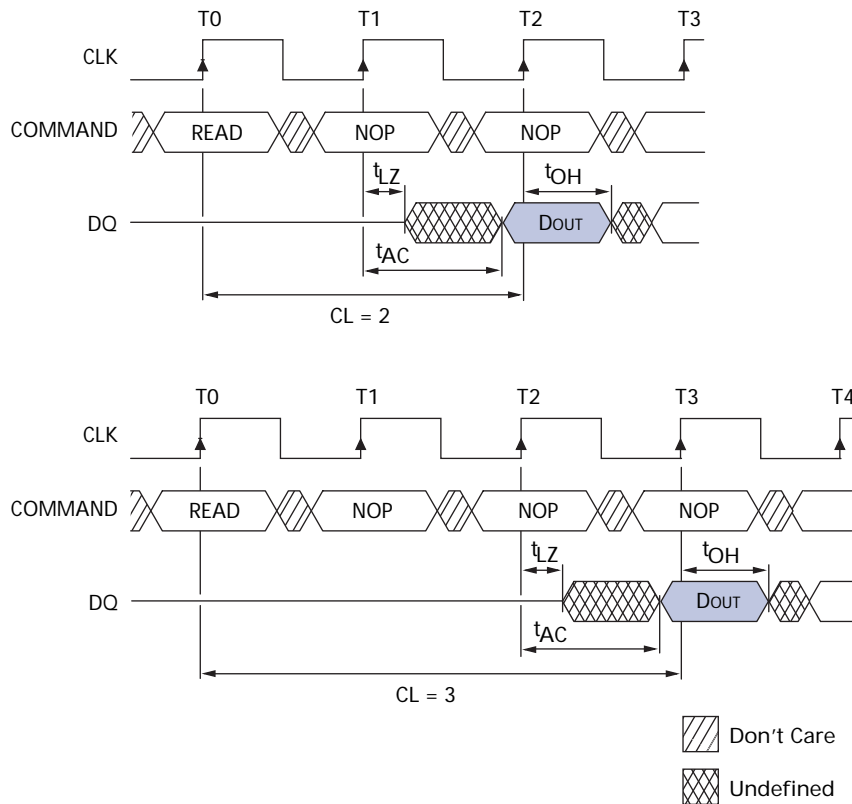 T0 T1 T2 T3
CLK
COMMAND READ NOP NOP
tLZ tOH
DQ DOUT
tAC
CL = 2
T0 T1 T2 T3 T4
CLK
COMMAND READ NOP NOP NOP
tLZ tOH
DQ DOUT
tAC
CL = 3
Don't Care
Undefined